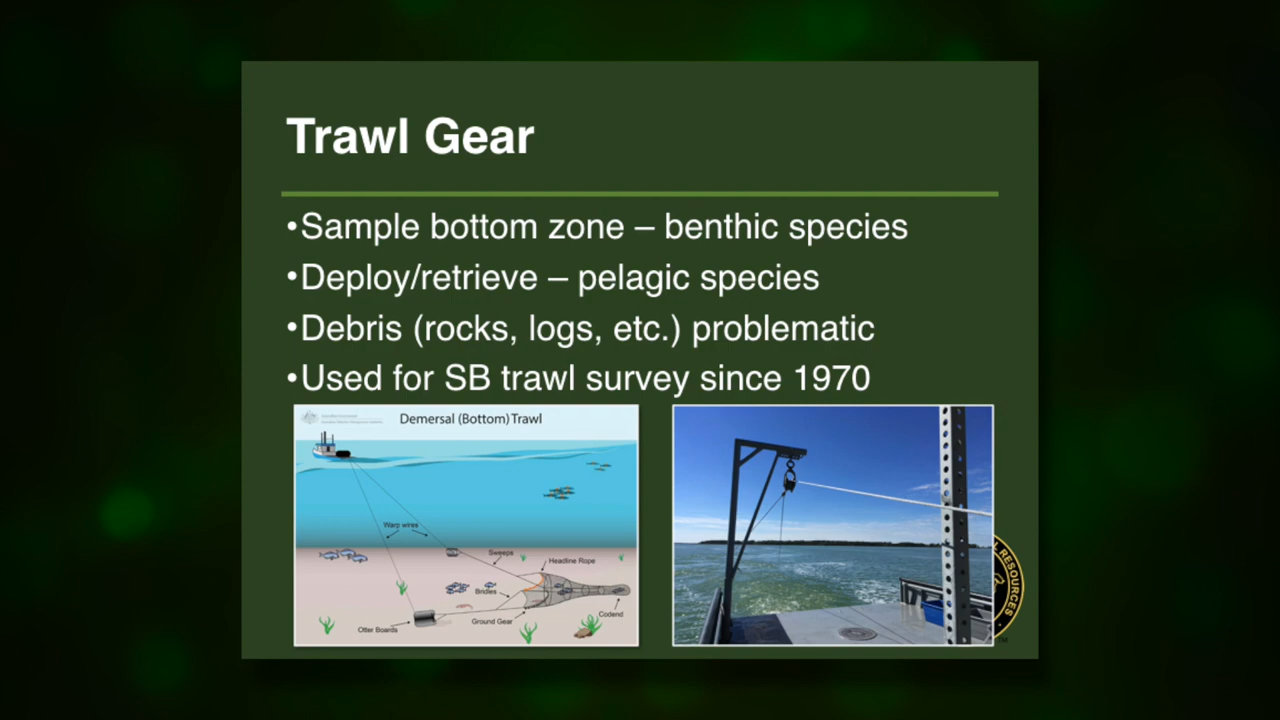 Trawl Gear
•Sample bottom zone – benthic species
•Deploy/retrieve – pelagic species
•Debris (rocks, logs, etc.) problematic
•Used for SB trawl survey since 1970
Demersal (Bottom) Trawl
Warp wires
Sweeps
Headline Rope
Bridles
Codend
Ground Gear
Otter Boards
RESOURCES